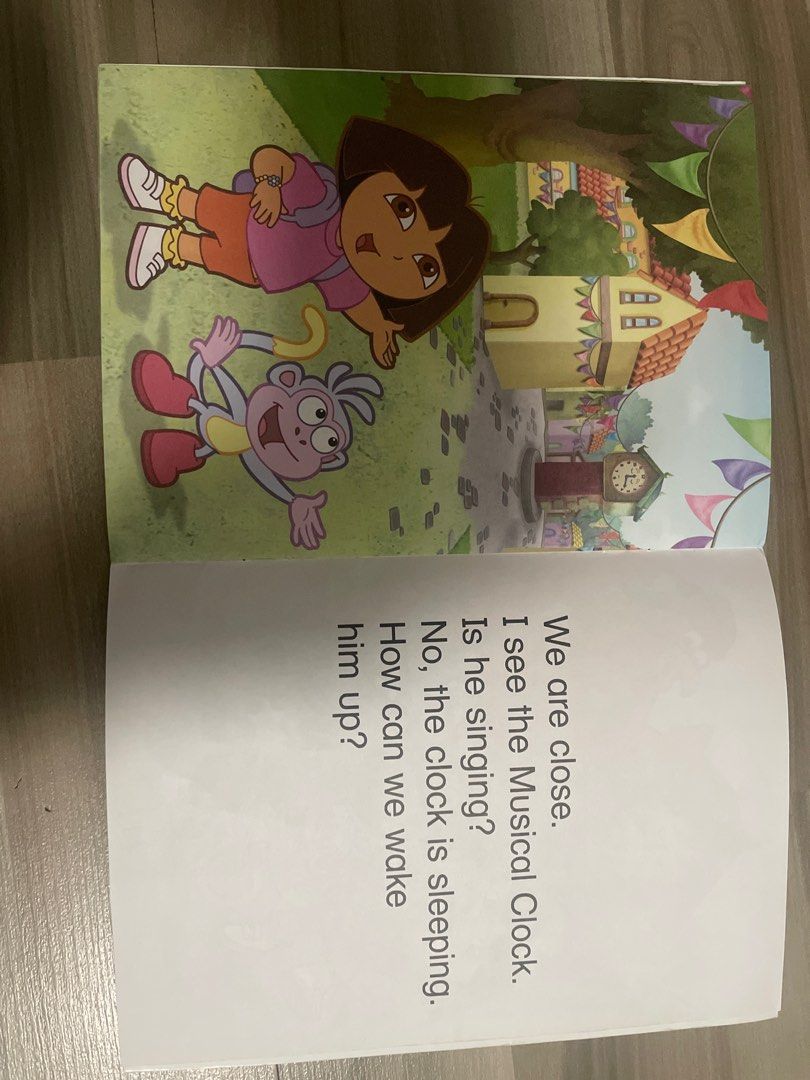 We are close.
I see the Musical Clock.
Is he singing?
No, the clock is sleeping.
How can we wake
him up?